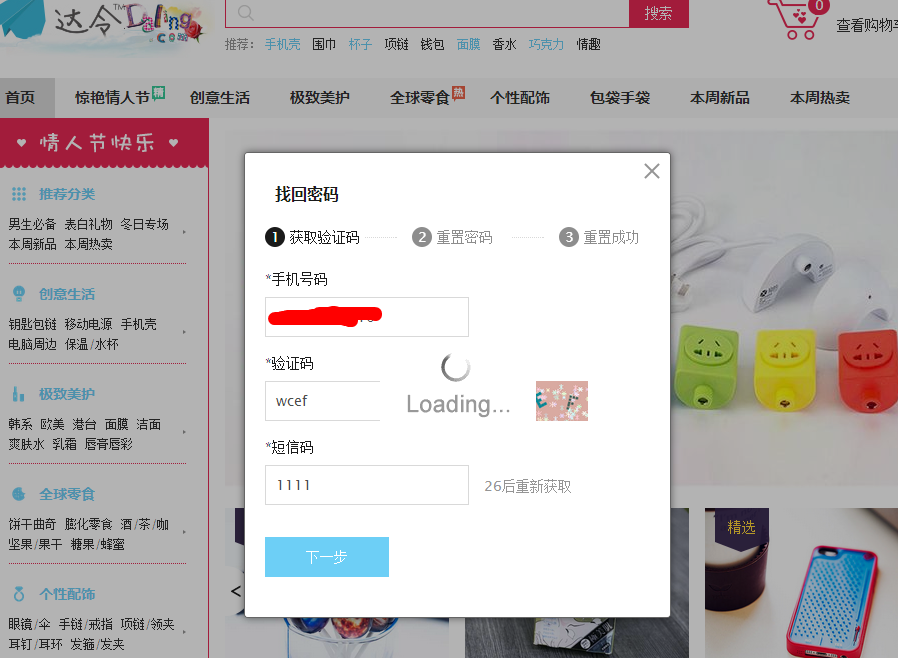 达令™ Daling.com
搜索
0
查看购物车
推荐： 手机壳 围巾 杯子 项链 钱包 面膜 香水 巧克力 情趣
首页 惊艳情人节 创意生活 极致美护 全球零食 热 个性配饰 包袋手袋 本周新品 本周热卖
情人节快乐
推荐分类
男生必备 表白礼物 冬日专场
本周新品 本周热卖
创意生活
钥匙包链 移动电源 手机壳
电脑周边 保温/水杯
极致美护
韩系 欧美 港台 面膜 洁面
爽肤水 乳霜 唇膏唇彩
全球零食
饼干曲奇 膨化零食 酒/茶/咖
坚果/果干 糖果/蜂蜜
个性配饰
眼镜/伞 手链/戒指 项链/领夹
耳钉/耳环 发箍/发夹
找回密码
1 获取验证码 2 重置密码 3 重置成功
*手机号码
*验证码
wcef
Loading...
E F
*短信码
1111
26后重新获取
下一步
<
精选